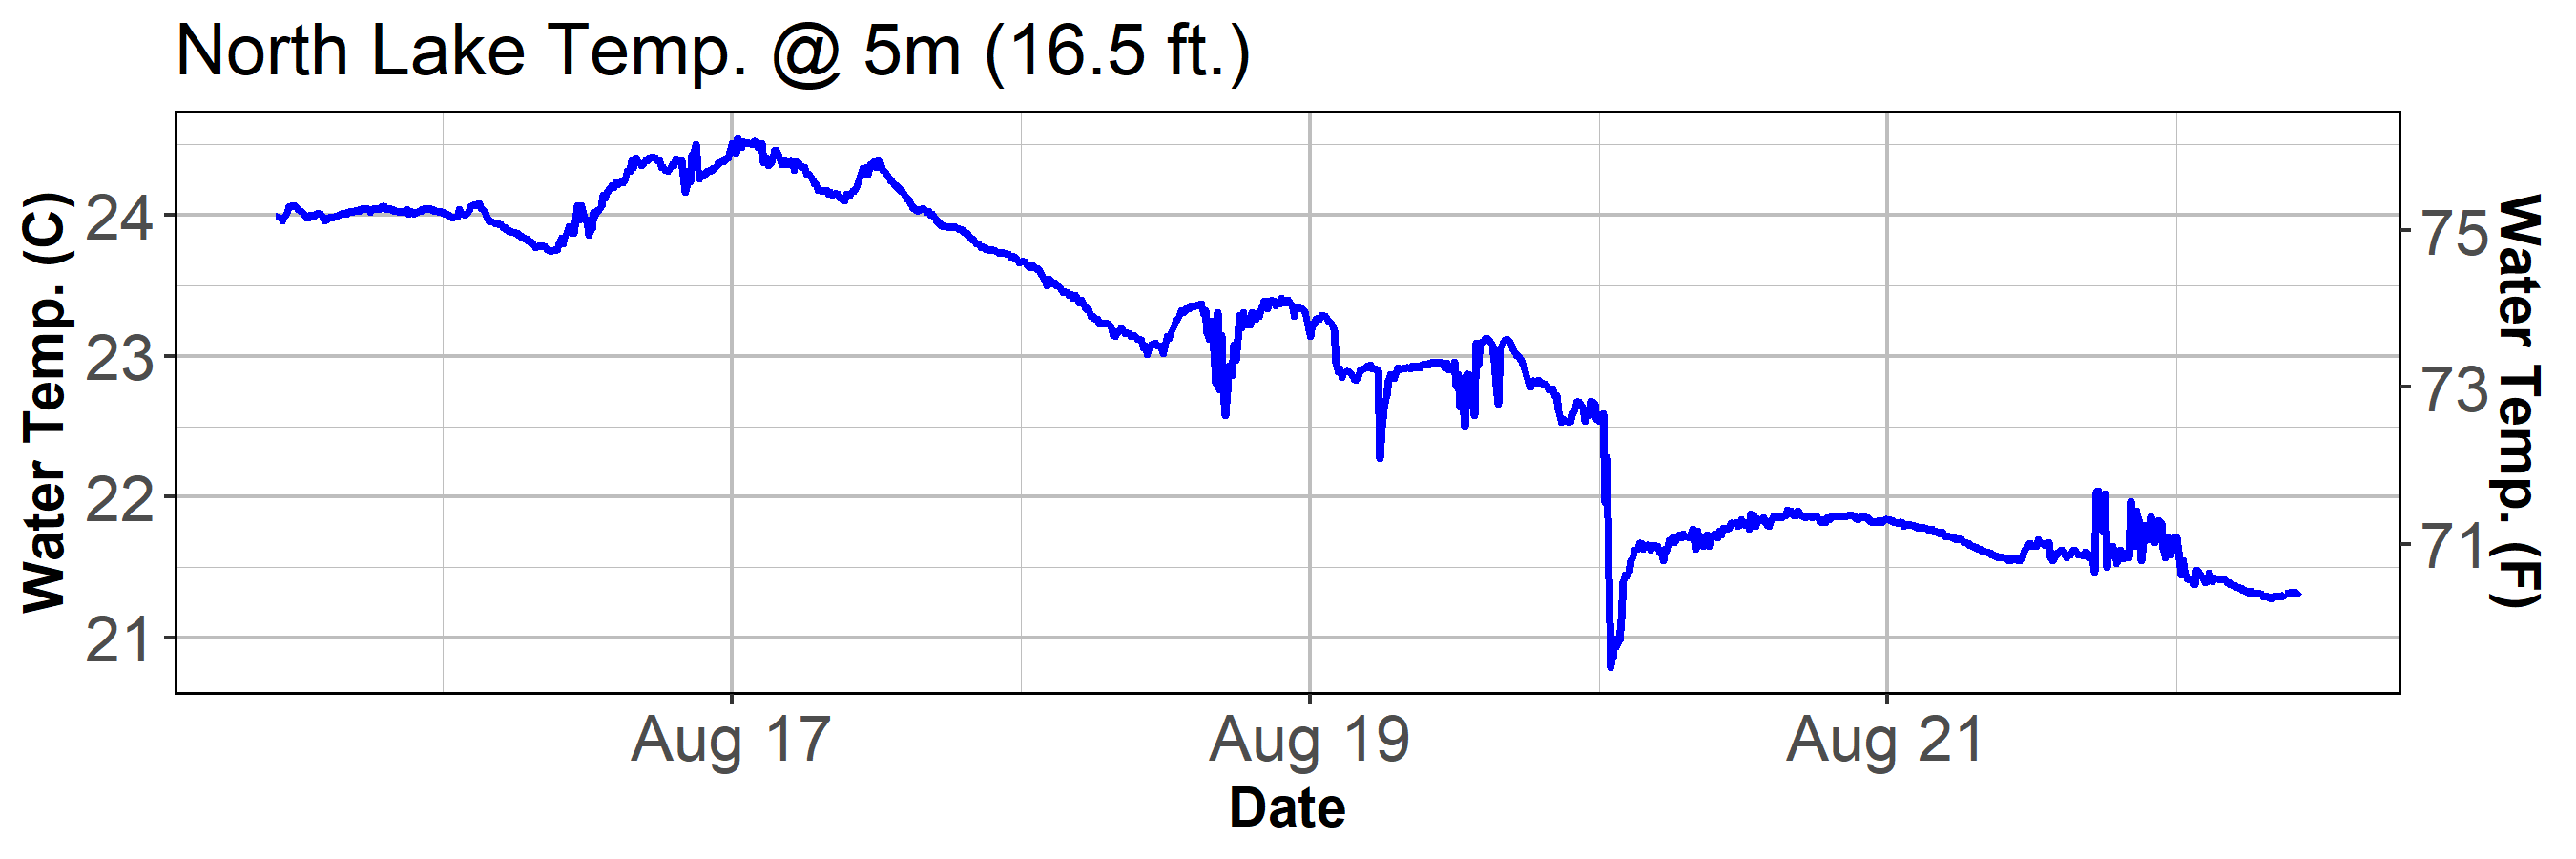 North Lake Temp. @ 5m (16.5 ft.)
Water Temp. (C)
24
23
22
21
75
73
71
Water Temp. (F)
Aug 17 Aug 19 Aug 21
Date